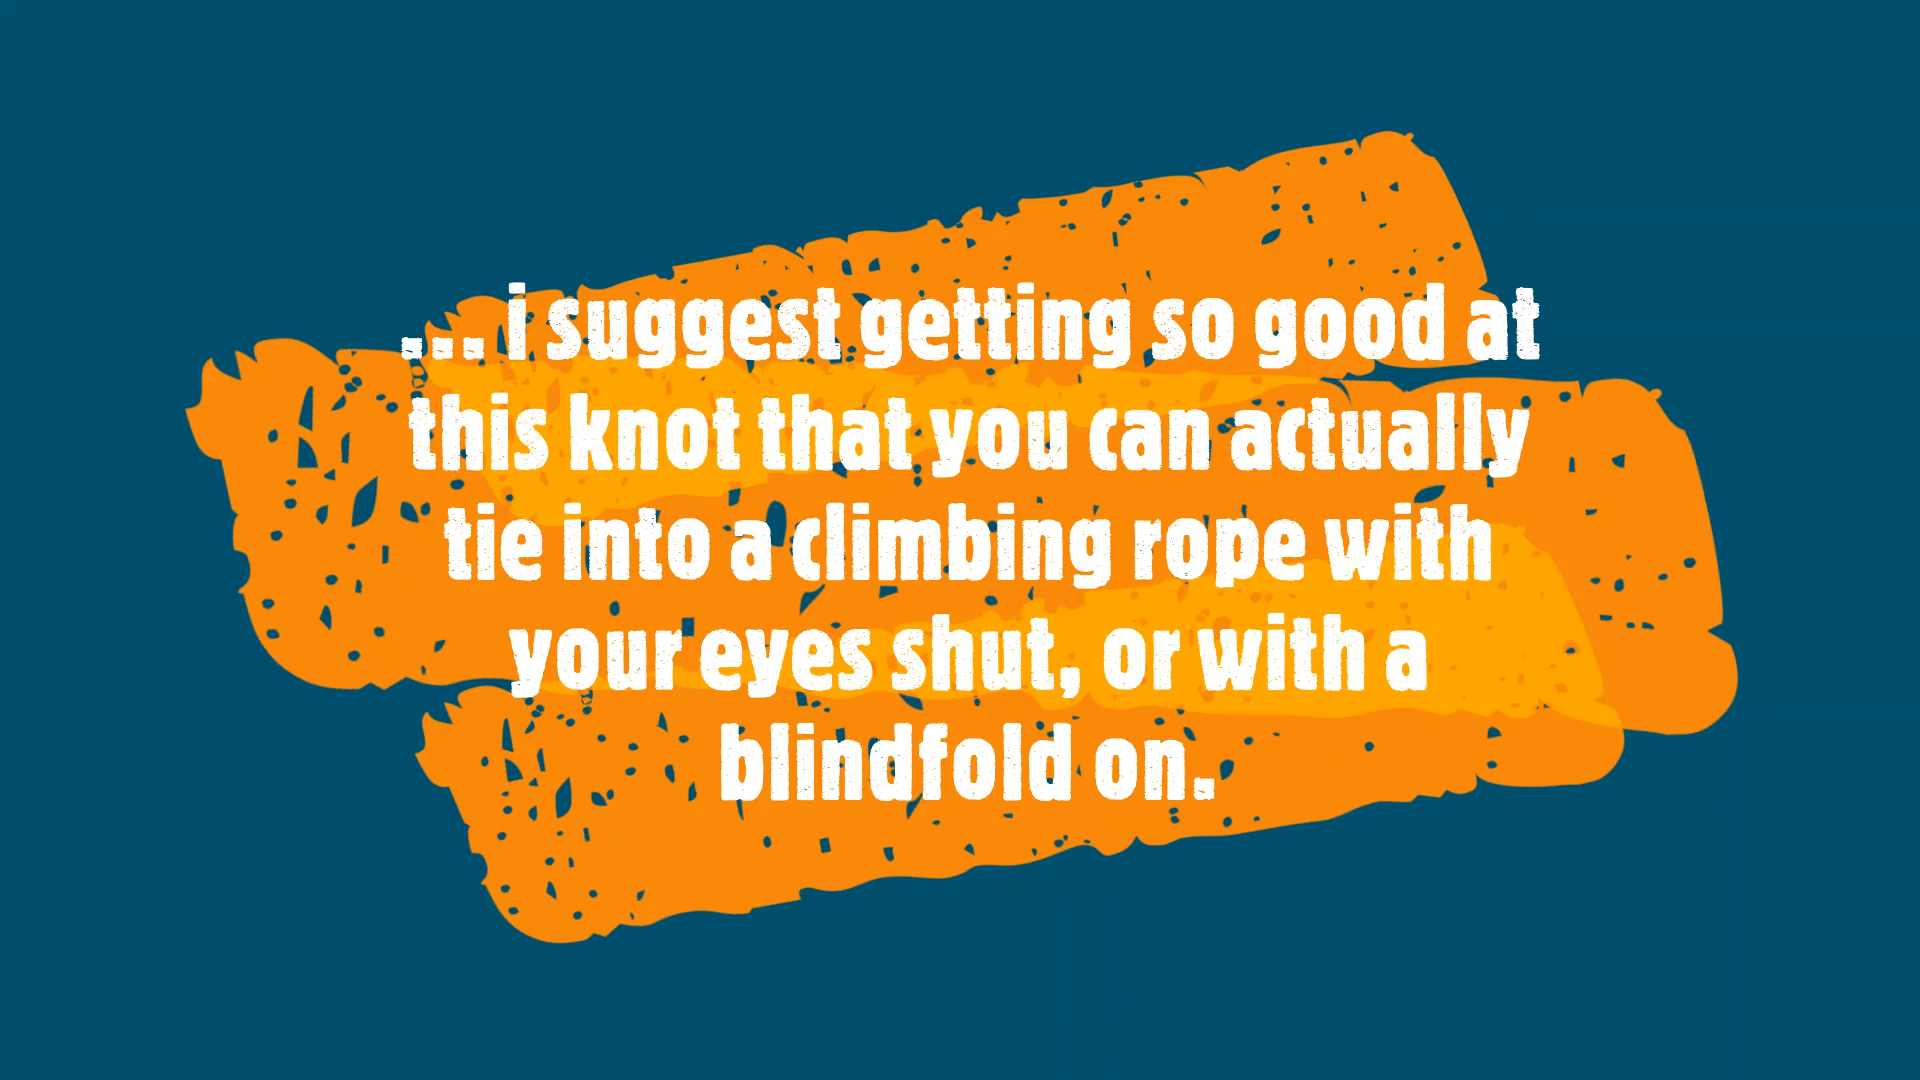 ... i suggest getting so good at
this knot that you can actually
tie into a climbing rope with
your eyes shut, or with a
blindfold on.